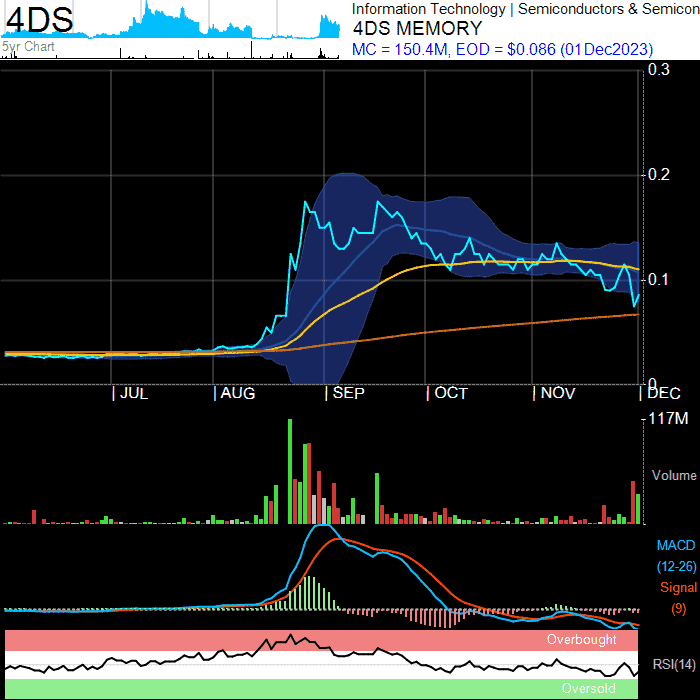 4DS
5yr Chart
Information Technology | Semiconductors & Semicon
4DS MEMORY
MC = 150.4M, EOD = $0.086 (01Dec2023)
0.3
0.2
0.1
0
JUL AUG SEP OCT NOV DEC
117M
Volume
MACD
(12-26)
Signal
(9)
Overbought
RSI(14)
Oversold